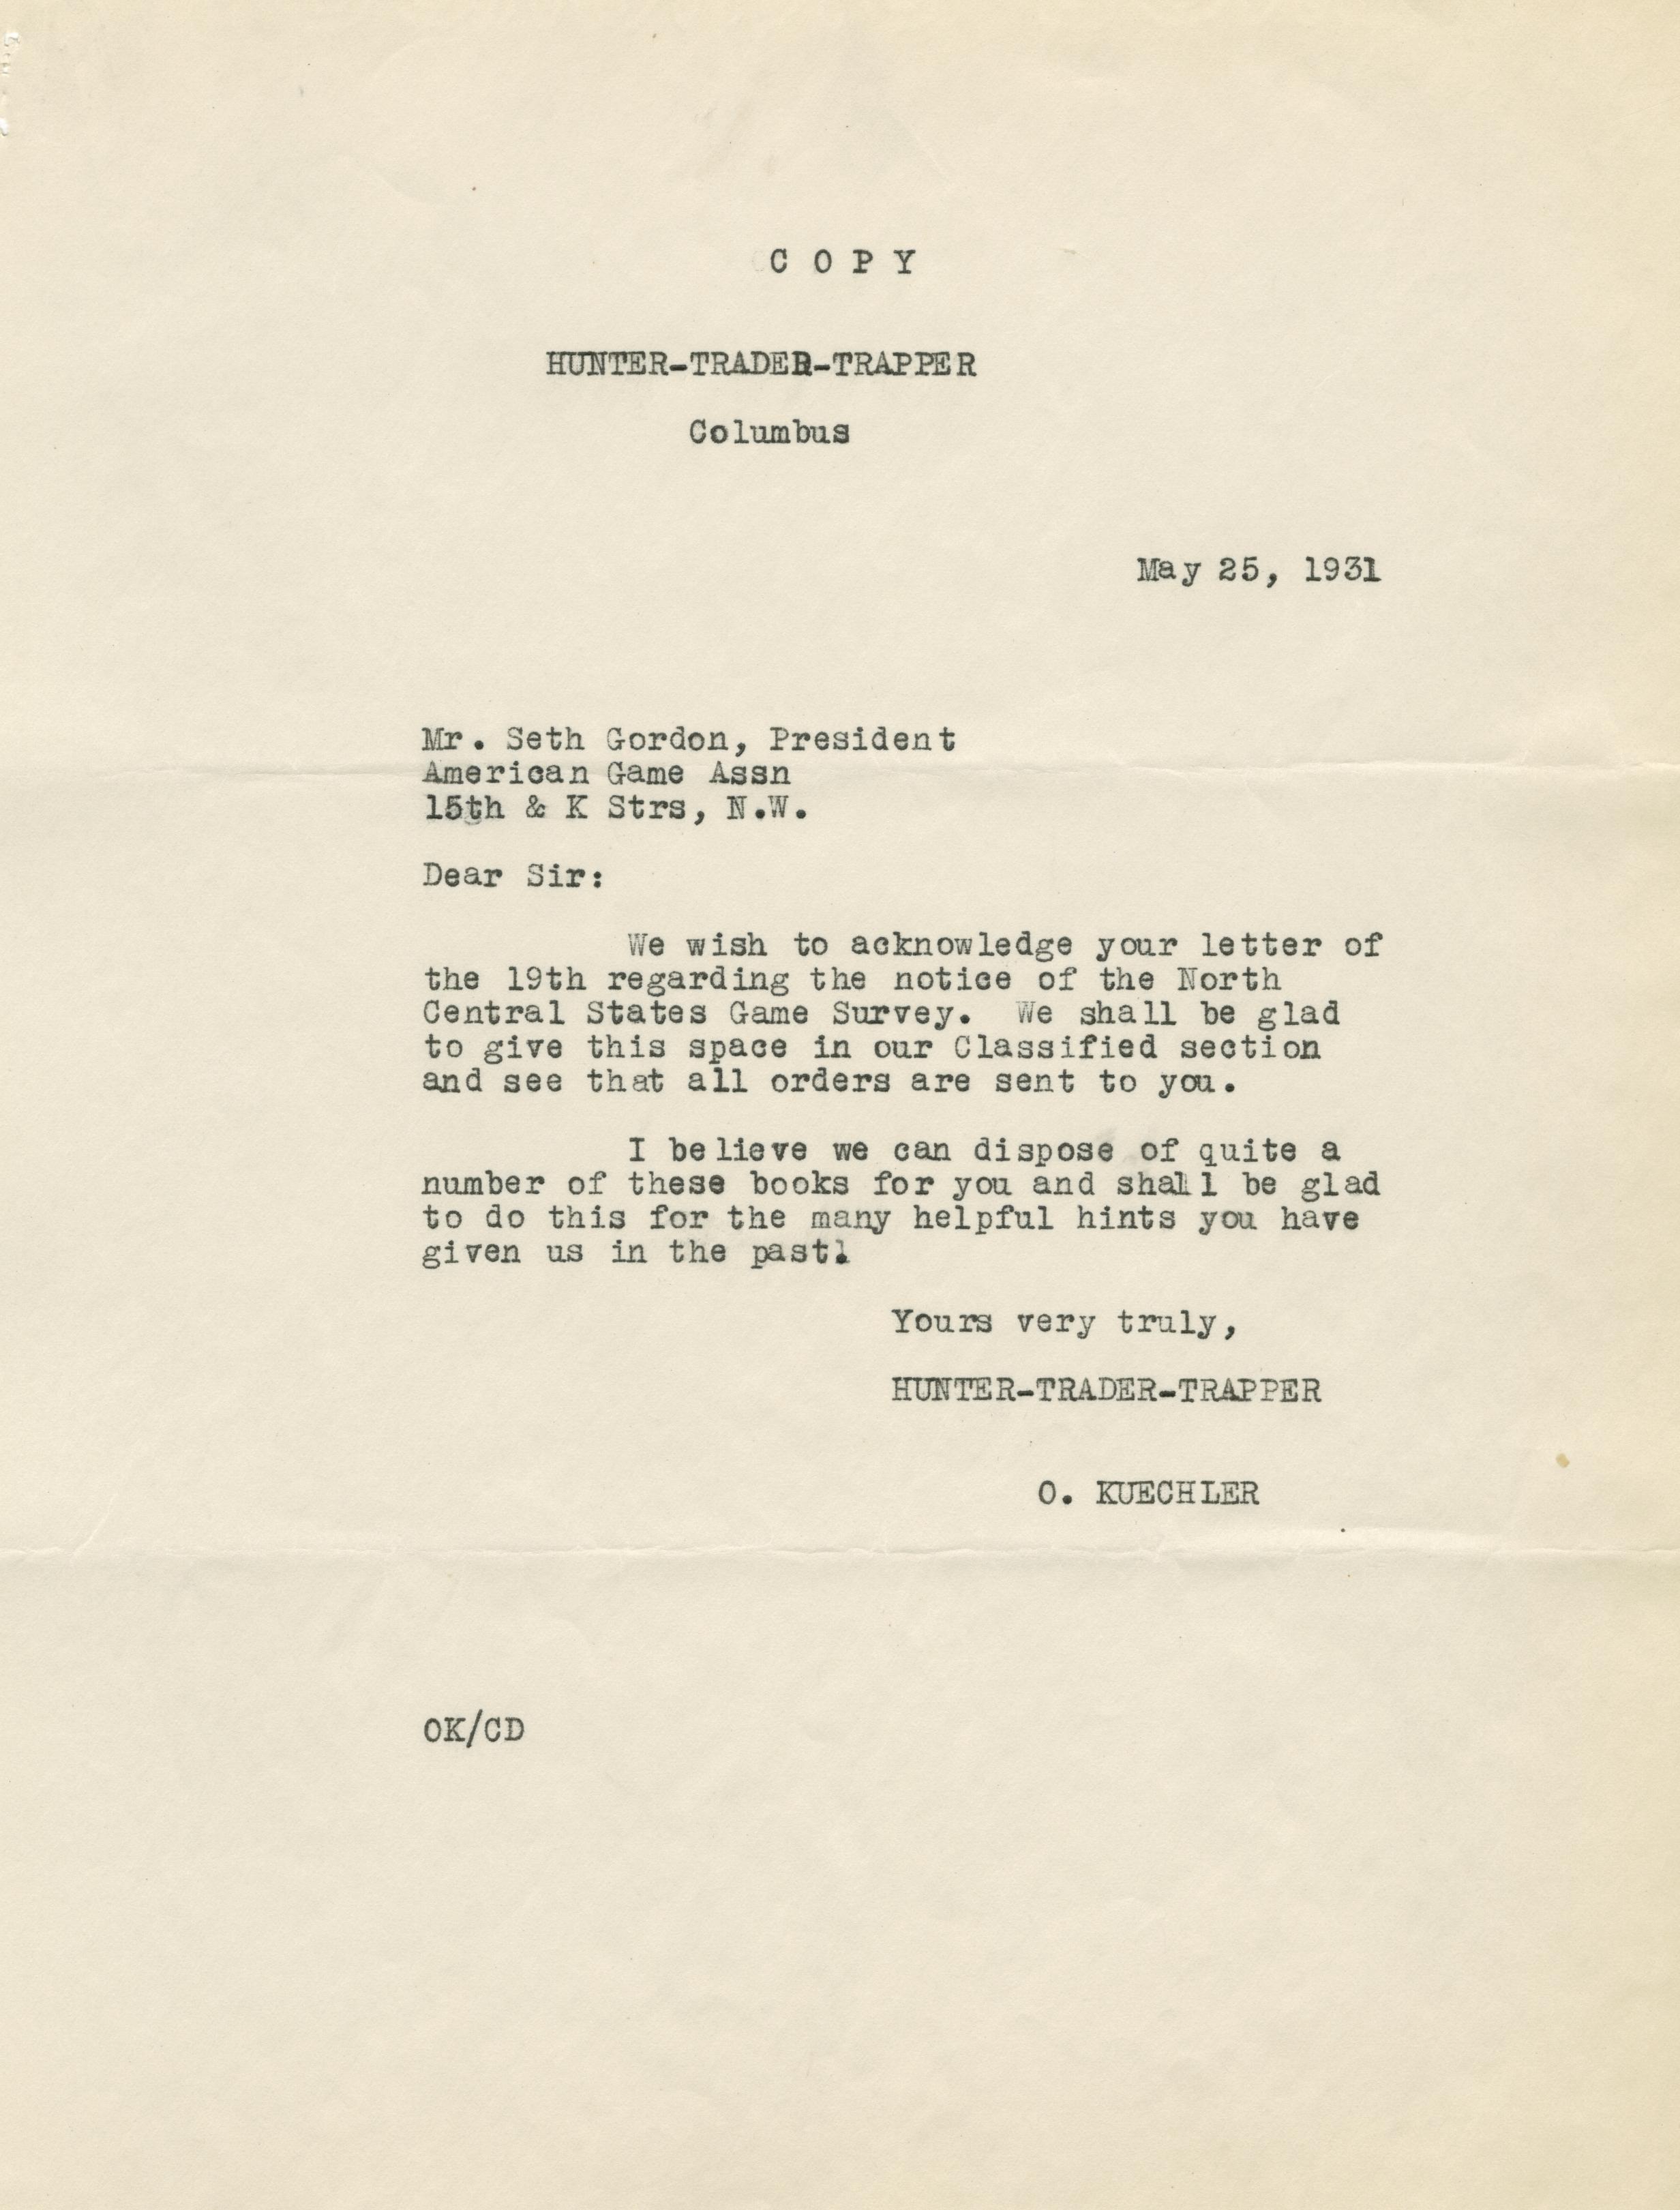 C O P Y
HUNTER-TRADER-TRAPPER
Columbus
May 25, 1931
Mr. Seth Gordon, President
American Game Assn
15th & K Strs, N.W.
Dear Sir:
We wish to acknowledge your letter of
the 19th regarding the notice of the North
Central States Game Survey. We shall be glad
to give this space in our Classified section
and see that all orders are sent to you.
I believe we can dispose of quite a
number of these books for you and shall be glad
to do this for the many helpful hints you have
given us in the past.
Yours very truly,
HUNTER-TRADER-TRAPPER
O. KUECHLER
OK/CD